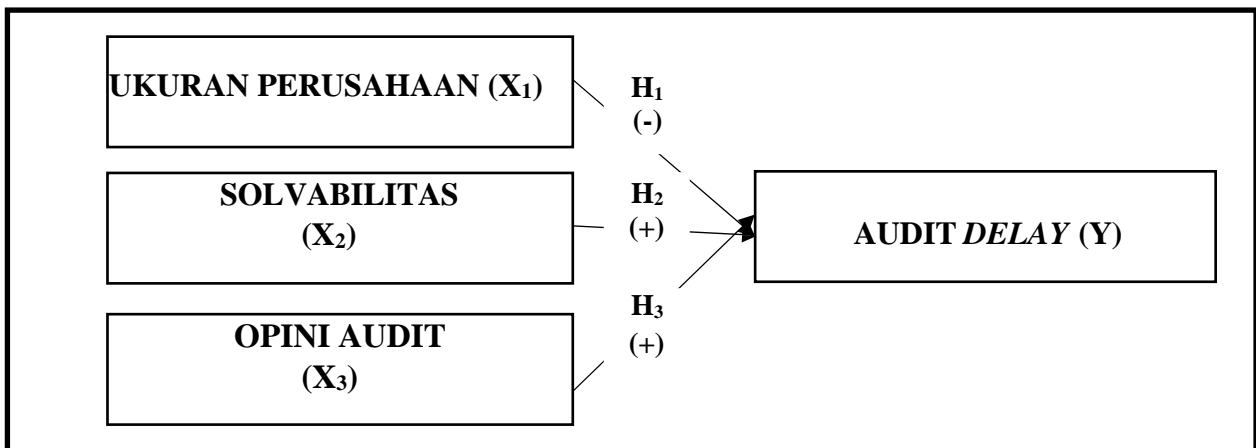 UKURAN PERUSAHAAN (X₁)
H₁
(-)
SOLVABILITAS
(X₂)
H₂
(+)
AUDIT DELAY (Y)
H₃
(+)
OPINI AUDIT
(X₃)